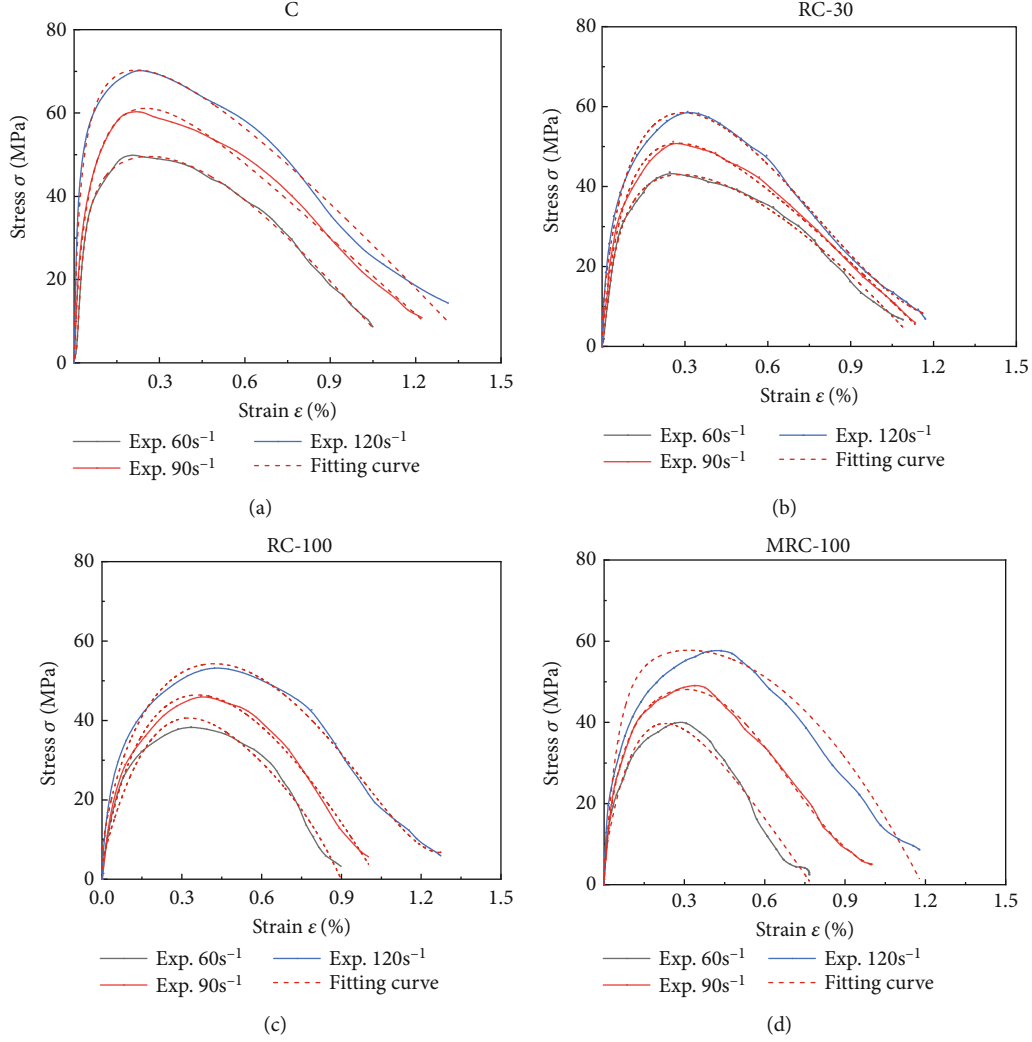 C
80
60
40
20
0
Stress σ (MPa)
0.3 0.6 0.9 1.2 1.5
Strain ε (%)
Exp. 60s⁻¹ Exp. 120s⁻¹
Exp. 90s⁻¹ Fitting curve
(a)
RC-30
80
60
40
20
0
Stress σ (MPa)
0.3 0.6 0.9 1.2 1.5
Strain ε (%)
Exp. 60s⁻¹ Exp. 120s⁻¹
Exp. 90s⁻¹ Fitting curve
(b)
RC-100
80
60
40
20
0
Stress σ (MPa)
0.0 0.3 0.6 0.9 1.2 1.5
Strain ε (%)
Exp. 60s⁻¹ Exp. 120s⁻¹
Exp. 90s⁻¹ Fitting curve
(c)
MRC-100
80
60
40
20
0
Stress σ (MPa)
0.3 0.6 0.9 1.2 1.5
Strain ε (%)
Exp. 60s⁻¹ Exp. 120s⁻¹
Exp. 90s⁻¹ Fitting curve
(d)